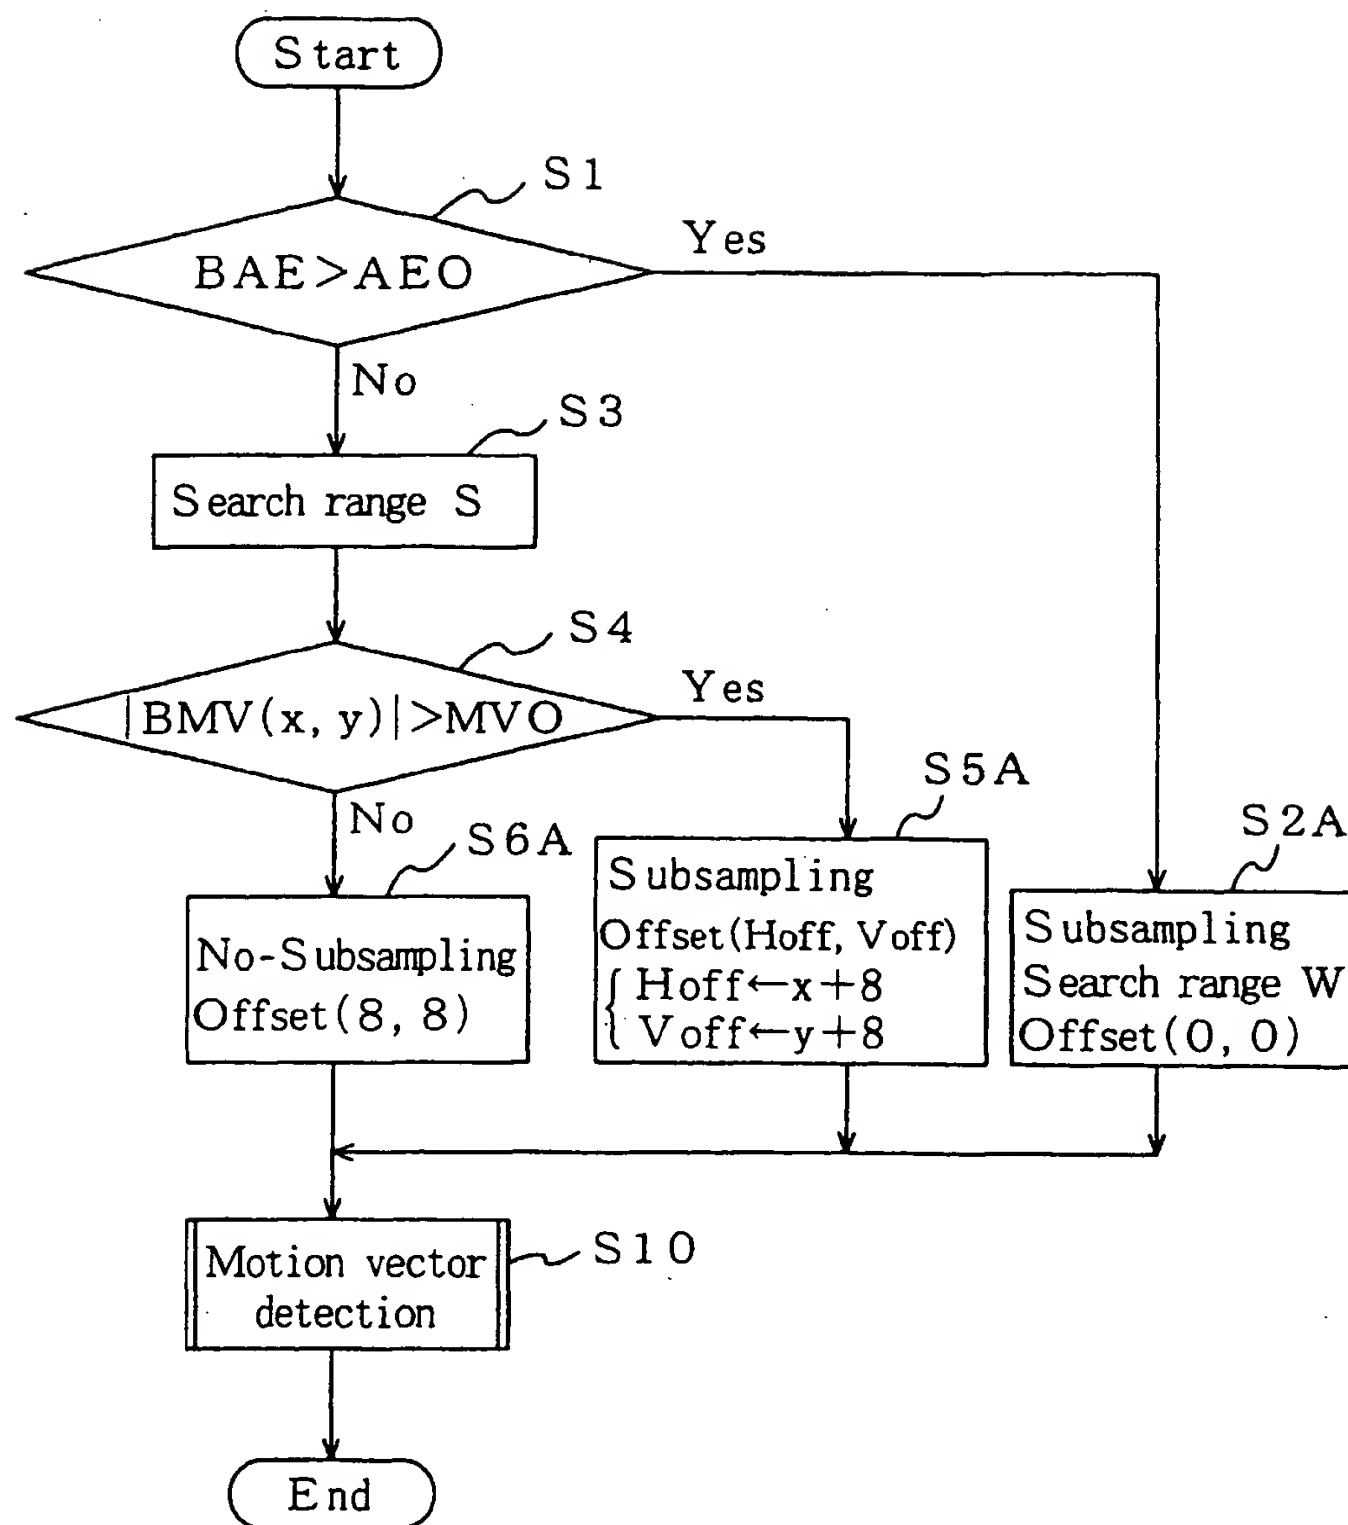 Start
S1
BAE>AEO
Yes
No
S3
Search range S
S4
|BMV(x, y)|>MVO
Yes
No
S6A
No-Subsampling
Offset(8, 8)
S5A
Subsampling
Offset(Hoff, Voff)
{ Hoff←x+8
Voff←y+8
S2A
Subsampling
Search range W
Offset(0, 0)
Motion vector
detection
S10
End